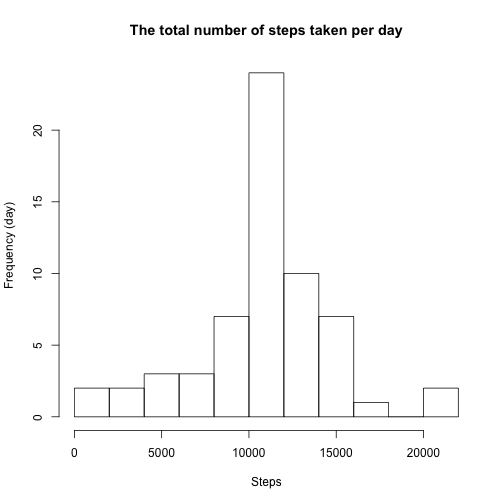 The total number of steps taken per day
Frequency (day)
20
15
10
5
0
0 5000 10000 15000 20000
Steps